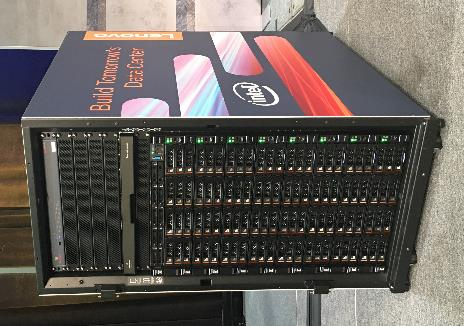 Lenovo
Build Tomorrow's
Data Center
intel